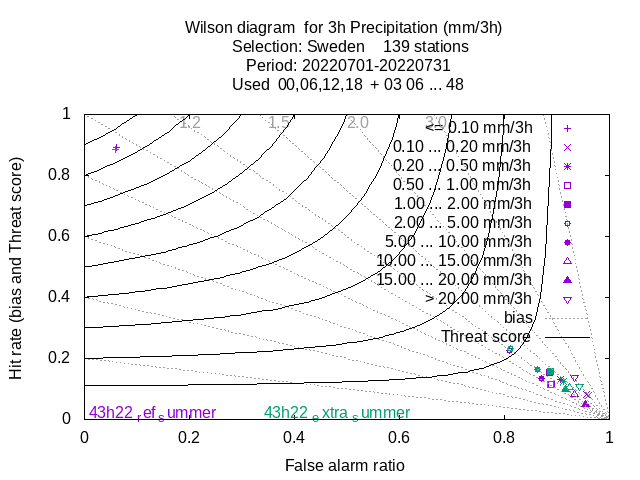 Wilson diagram  for 3h Precipitation (mm/3h)
Selection: Sweden    139 stations
Period: 20220701-20220731
Used  00,06,12,18  + 03 06 ... 48
1.2 1.5 2.0 3.0
<= 0.10 mm/3h
0.10 ... 0.20 mm/3h
0.20 ... 0.50 mm/3h
0.50 ... 1.00 mm/3h
1.00 ... 2.00 mm/3h
2.00 ... 5.00 mm/3h
5.00 ... 10.00 mm/3h
10.00 ... 15.00 mm/3h
15.00 ... 20.00 mm/3h
> 20.00 mm/3h
bias
Threat score
1
0.8
0.6
0.4
0.2
0
Hit rate (bias and Threat score)
43h22 ref summer 43h22 extra summer
0 0.2 0.4 0.6 0.8 1
False alarm ratio